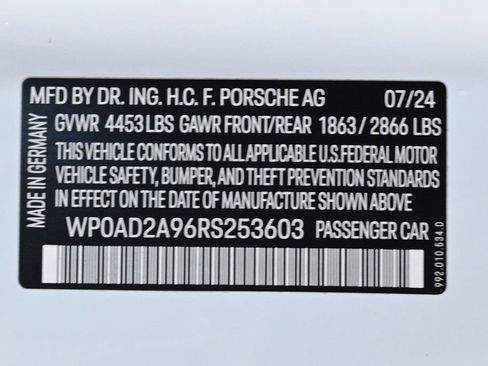 MFD BY DR. ING. H.C. F. PORSCHE AG 07/24
GVWR 4453 LBS GAWR FRONT/REAR 1863 / 2866 LBS
THIS VEHICLE CONFORMS TO ALL APPLICABLE U.S.FEDERAL MOTOR
VEHICLE SAFETY, BUMPER, AND THEFT PREVENTION STANDARDS
IN EFFECT ON THE DATE OF MANUFACTURE SHOWN ABOVE
WP0AD2A96RS253603 PASSENGER CAR
MADE IN GERMANY
992.010.534.D